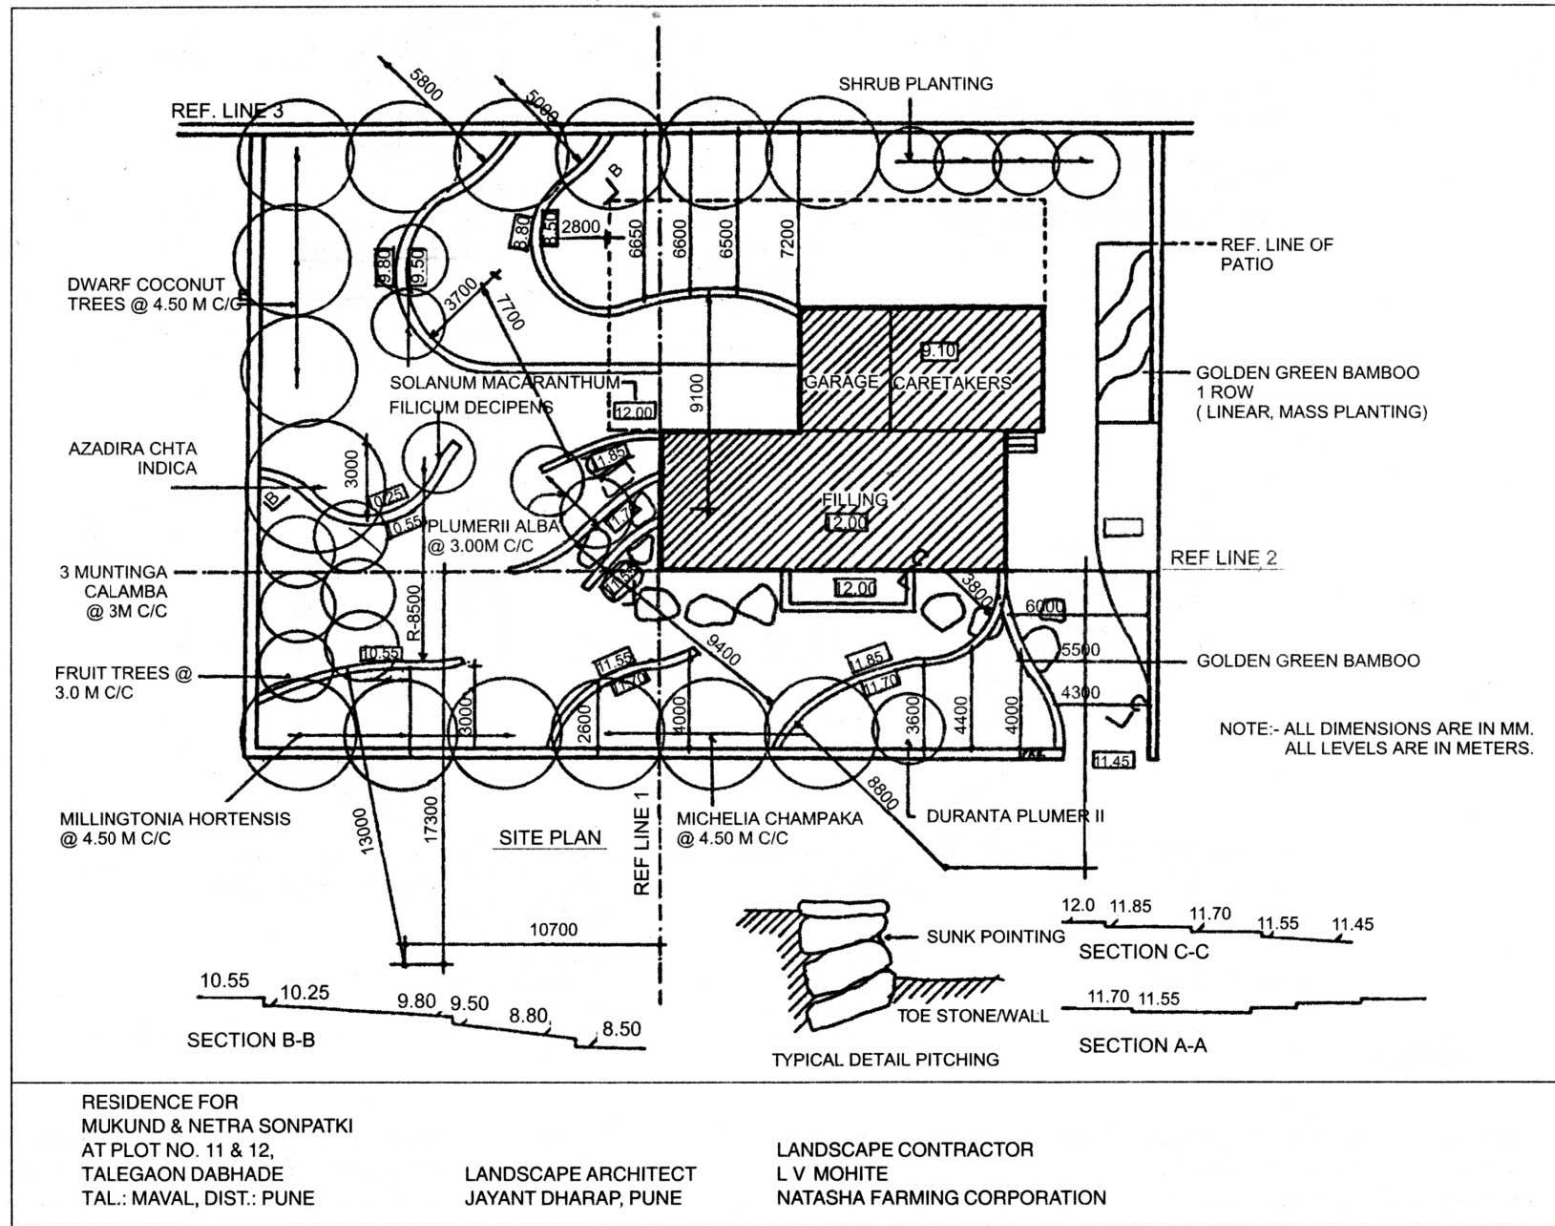 5800
5000
SHRUB PLANTING
REF. LINE 3
B
8.80
8.50
2800
6650
6600
6500
7200
9.80
9.50
REF. LINE OF
PATIO
DWARF COCONUT
TREES @ 4.50 M C/C
3700
7700
9.10
GARAGE
CARETAKERS
SOLANUM MACARANTHUM
FILICUM DECIPENS
12.00
9100
GOLDEN GREEN BAMBOO
1 ROW
( LINEAR, MASS PLANTING)
AZADIRA CHTA
INDICA
3000
B
10.25
10.55
11.85
11.70
FILLING
12.00
PLUMERII ALBA
@ 3.00M C/C
11.55
REF LINE 2
3 MUNTINGA
CALAMBA
@ 3M C/C
R-8500
C
12.00
3800
6000
9400
5500
4300
GOLDEN GREEN BAMBOO
FRUIT TREES @
3.0 M C/C
10.55
11.55
11.70
11.85
11.70
3000
2600
4000
3600
4400
4000
C
11.45
NOTE:- ALL DIMENSIONS ARE IN MM.
ALL LEVELS ARE IN METERS.
MILLINGTONIA HORTENSIS
@ 4.50 M C/C
13000
17300
SITE PLAN
REF LINE 1
MICHELIA CHAMPAKA
@ 4.50 M C/C
8800
DURANTA PLUMER II
10700
SUNK POINTING
TOE STONE/WALL
TYPICAL DETAIL PITCHING
12.0 11.85 11.70 11.55 11.45
SECTION C-C
11.70 11.55
SECTION A-A
10.55 10.25 9.80 9.50 8.80 8.50
SECTION B-B
RESIDENCE FOR
MUKUND & NETRA SONPATKI
AT PLOT NO. 11 & 12,
TALEGAON DABHADE
TAL.: MAVAL, DIST.: PUNE
LANDSCAPE ARCHITECT
JAYANT DHARAP, PUNE
LANDSCAPE CONTRACTOR
L V MOHITE
NATASHA FARMING CORPORATION